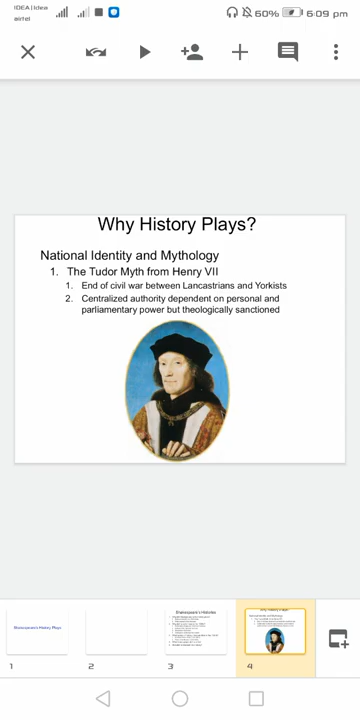 IDEA | Idea
60%
6:09 pm
airtel
Why History Plays?
National Identity and Mythology
1. The Tudor Myth from Henry VII
1. End of civil war between Lancastrians and Yorkists
2. Centralized authority dependent on personal and
parliamentary power but theologically sanctioned
Shakespeare's History Plays
Shakespeare's Histories
Why History Plays?
1
2
3
4